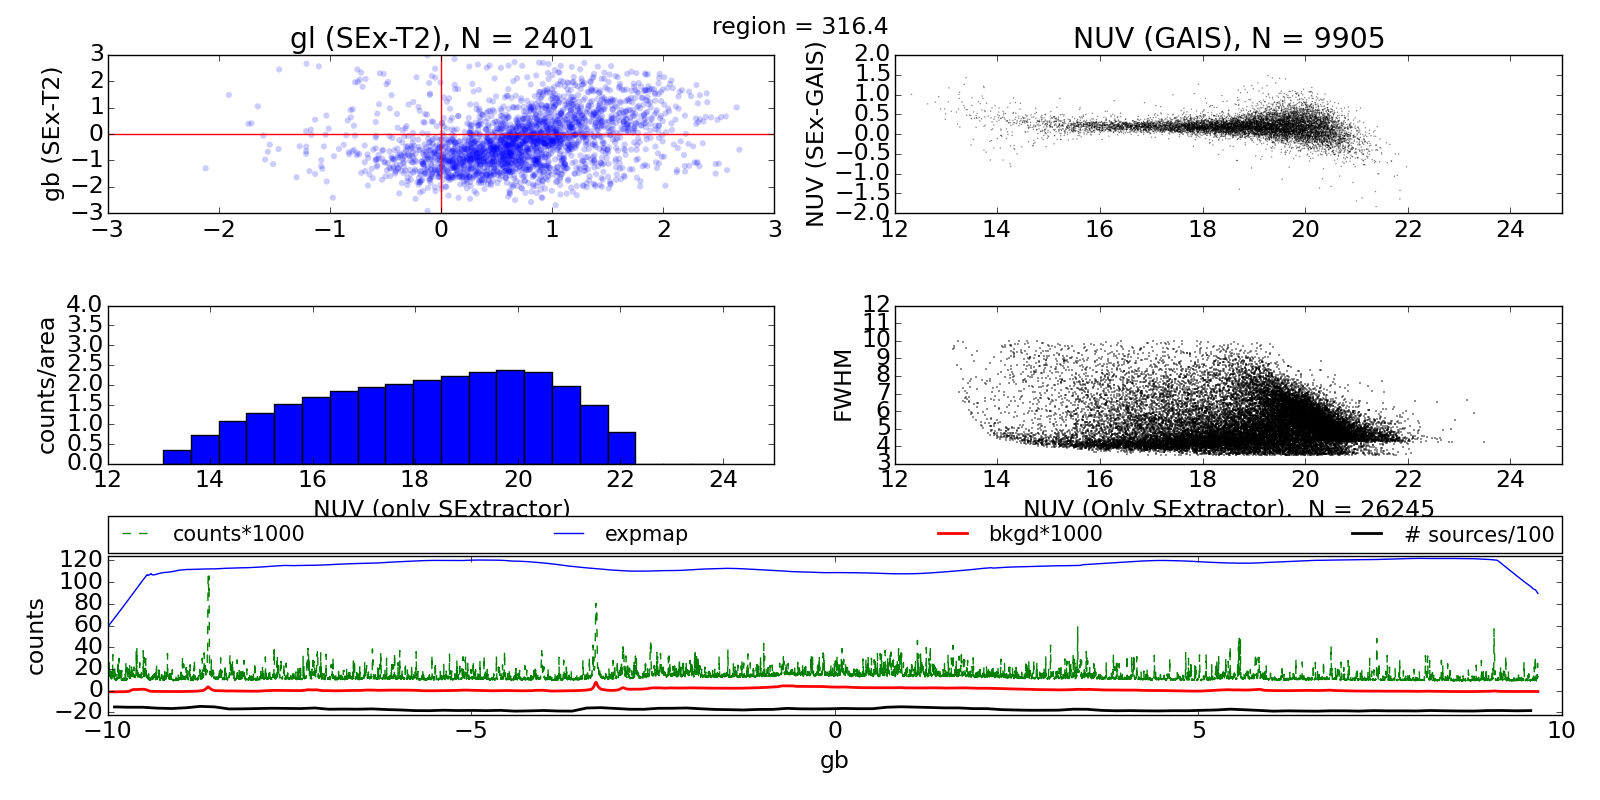 region = 316.4
gl (SEx-T2), N = 2401
NUV (GAIS), N = 9905
gb (SEx-T2)
3
2
1
0
−1
−2
−3
−3 −2 −1 0 1 2 3
NUV (SEx-GAIS)
2.0
1.5
1.0
0.5
0.0
−0.5
−1.0
−1.5
−2.0
12 14 16 18 20 22 24
counts/area
4.0
3.5
3.0
2.5
2.0
1.5
1.0
0.5
0.0
12 14 16 18 20 22 24
NUV (only SExtractor)
FWHM
12
11
10
9
8
7
6
5
4
3
12 14 16 18 20 22 24
NUV (Only SExtractor), N = 26245
counts*1000 expmap bkgd*1000 # sources/100
counts
120
100
80
60
40
20
0
−20
−10 −5 0 5 10
gb